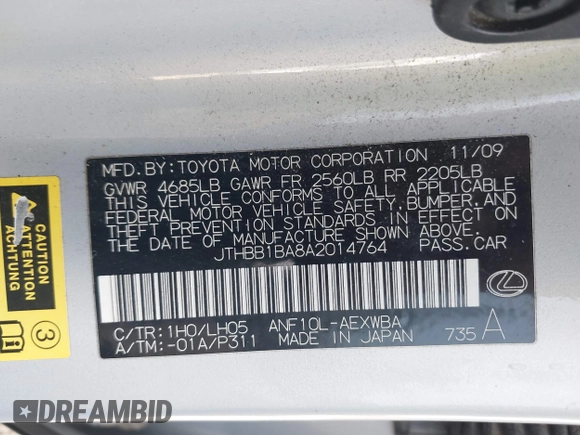 MFD. BY: TOYOTA MOTOR CORPORATION 11/09
GVWR 4685LB GAWR FR 2560LB RR 2205LB
THIS VEHICLE CONFORMS TO ALL APPLICABLE
FEDERAL MOTOR VEHICLE SAFETY, BUMPER, AND
THEFT PREVENTION STANDARDS IN EFFECT ON
THE DATE OF MANUFACTURE SHOWN ABOVE.
JTHBB1BA8A2014764 PASS. CAR
C/TR: 1H0/LH05 ANF10L-AEXWBA
A/TM: -01A/P311 MADE IN JAPAN 735 A
CAUTION
ATTENTION
ACHTUNG
3
DREAMBID